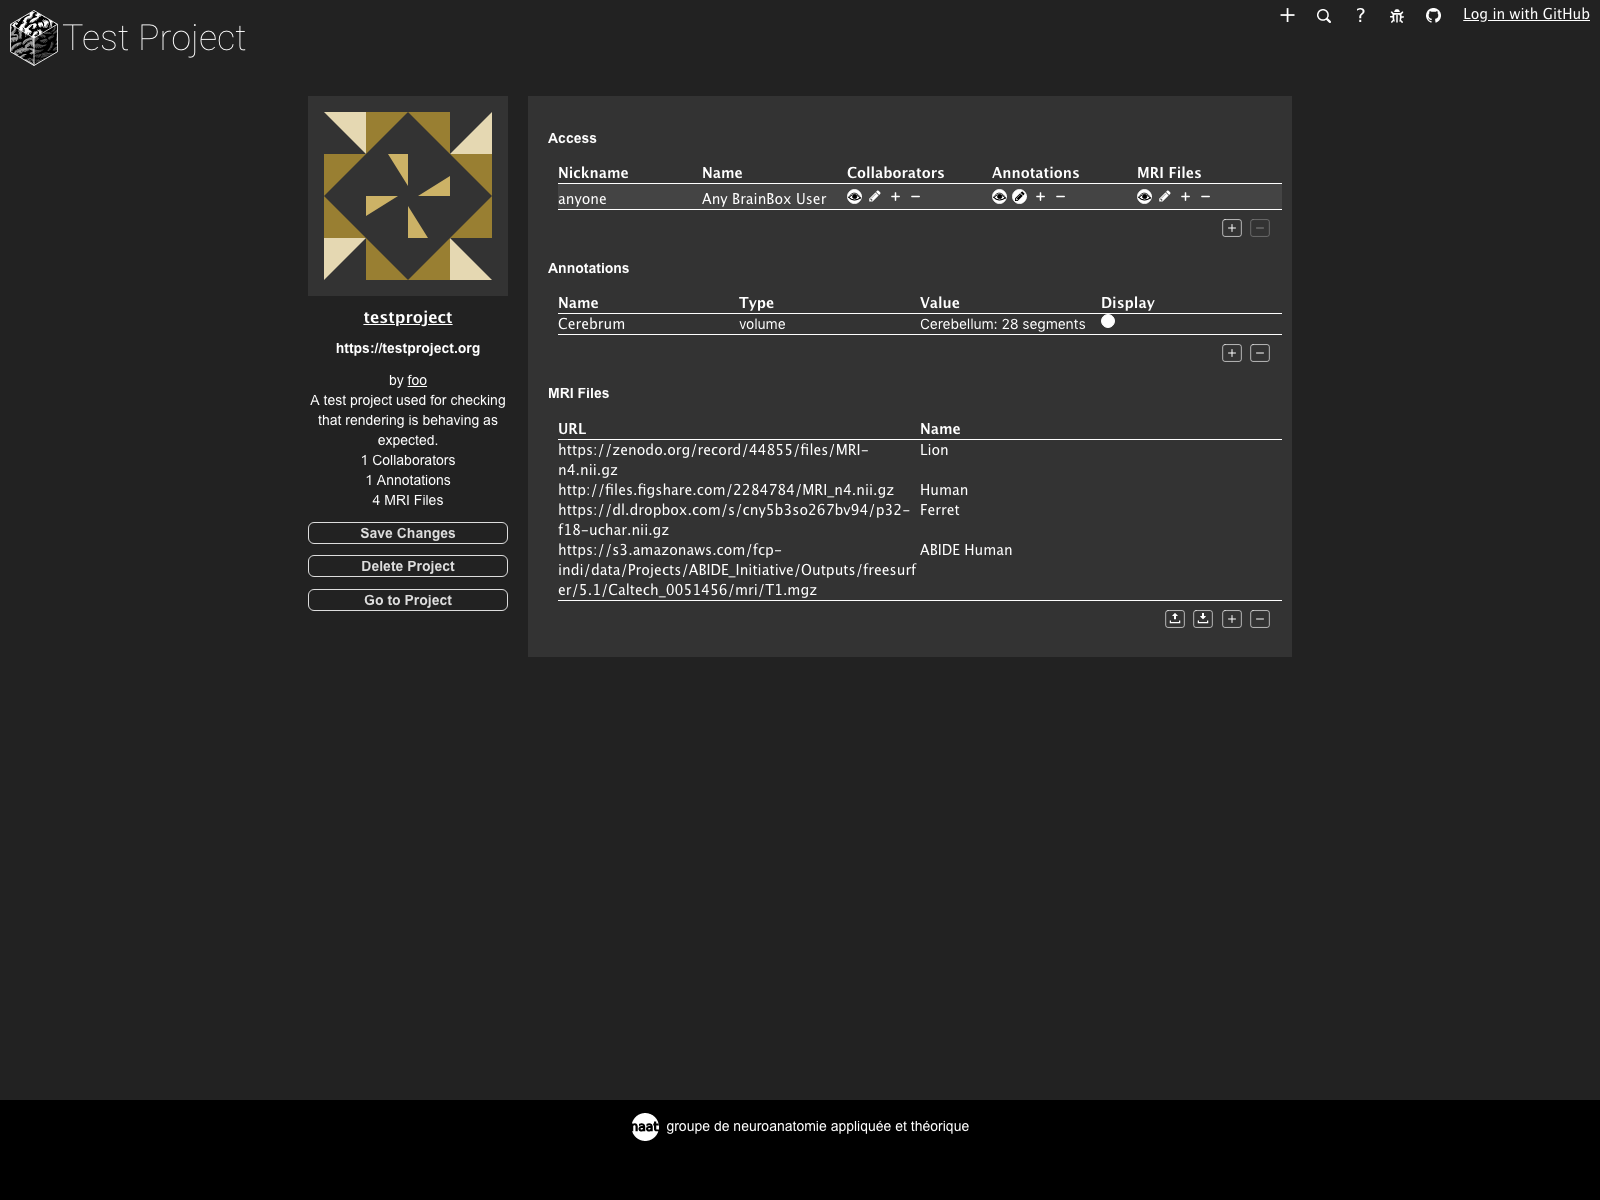 Test Project
? Log in with GitHub
testproject
https://testproject.org
by foo
A test project used for checking
that rendering is behaving as
expected.
1 Collaborators
1 Annotations
4 MRI Files
Save Changes
Delete Project
Go to Project
Access
Nickname Name Collaborators Annotations MRI Files
anyone Any BrainBox User
Annotations
Name Type Value Display
Cerebrum volume Cerebellum: 28 segments
MRI Files
URL Name
https://zenodo.org/record/44855/files/MRI-
n4.nii.gz Lion
http://files.figshare.com/2284784/MRI_n4.nii.gz Human
https://dl.dropbox.com/s/cny5b3so267bv94/p32-
f18-uchar.nii.gz Ferret
https://s3.amazonaws.com/fcp-
indi/data/Projects/ABIDE_Initiative/Outputs/freesurf
er/5.1/Caltech_0051456/mri/T1.mgz ABIDE Human
naat groupe de neuroanatomie appliquée et théorique